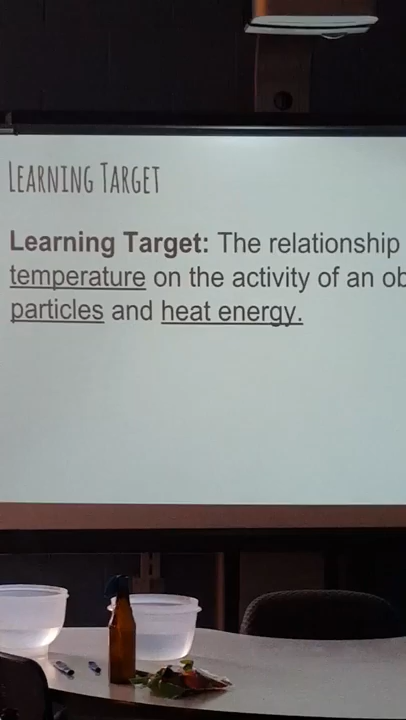 LEARNING TARGET
Learning Target: The relationship
temperature on the activity of an ob
particles and heat energy.